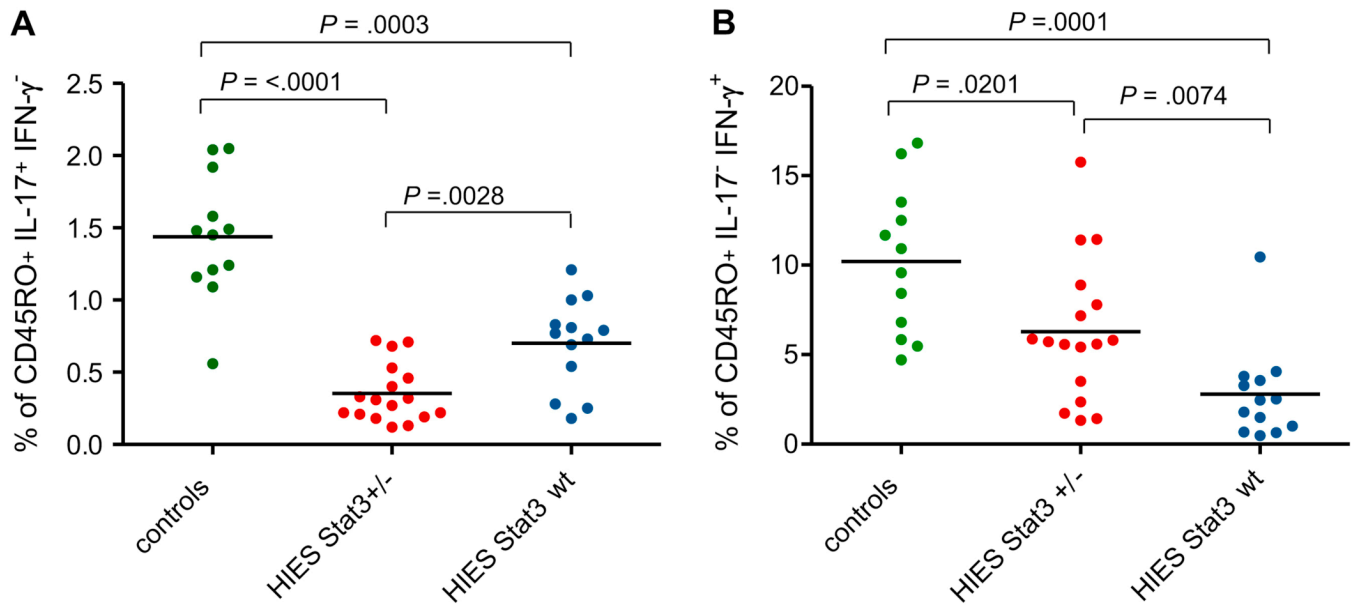 A
P = .0003
P = <.0001
P =.0028
% of CD45RO+ IL-17+ IFN-γ-
2.5
2.0
1.5
1.0
0.5
0.0
controls
HIES Stat3+/-
HIES Stat3 wt
B
P = .0001
P = .0201
P = .0074
% of CD45RO+ IL-17- IFN-γ+
20
15
10
5
0
controls
HIES Stat3 +/-
HIES Stat3 wt